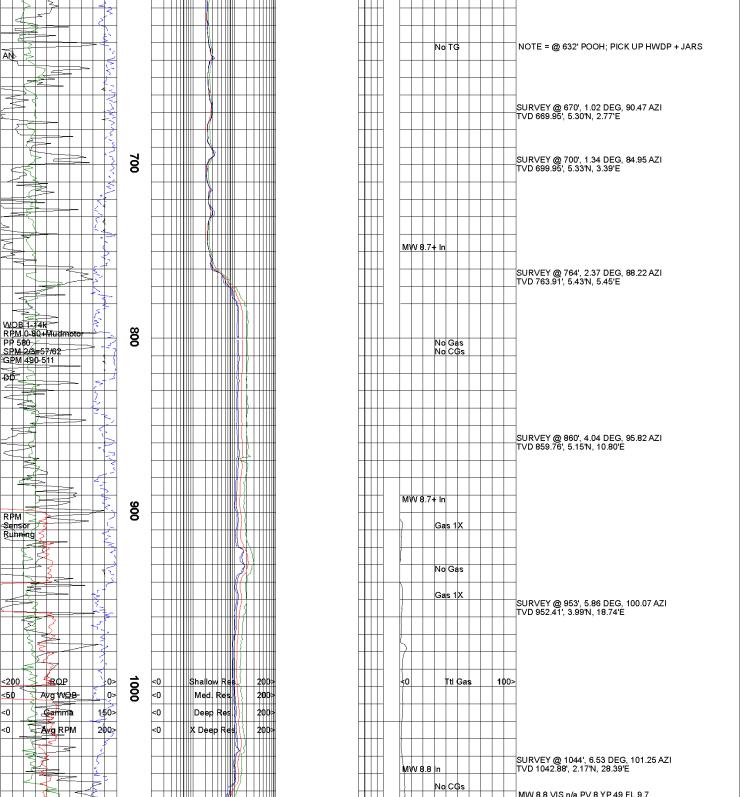 No TG
NOTE = @ 632' POOH; PICK UP HWDP + JARS
AN
SURVEY @ 670', 1.02 DEG, 90.47 AZI
TVD 669.95', 5.30'N, 2.77'E
700
SURVEY @ 700', 1.34 DEG, 84.95 AZI
TVD 699.95', 5.33'N, 3.39'E
MW 8.7+ In
SURVEY @ 764', 2.37 DEG, 88.22 AZI
TVD 763.91', 5.43'N, 5.45'E
WOB 1-14k
RPM 0-80+Mudmotor
PP 580
SPM 2/3=57/62
GPM 490-511
DD
800
No Gas
No CGs
SURVEY @ 860', 4.04 DEG, 95.82 AZI
TVD 859.76', 5.15'N, 10.80'E
MW 8.7+ In
900
RPM
Sensor
Running
Gas 1X
No Gas
Gas 1X
SURVEY @ 953', 5.86 DEG, 100.07 AZI
TVD 952.41', 3.99'N, 18.74'E
<200 ROP 0>
<50 Avg WOB 0>
<0 Gamma 150>
<0 Avg RPM 200>
1000
<0 Shallow Res. 200>
<0 Med. Res. 200>
<0 Deep Res. 200>
<0 X Deep Res. 200>
<0 Ttl Gas 100>
SURVEY @ 1044', 6.53 DEG, 101.25 AZI
TVD 1042.88', 2.17'N, 28.39'E
MW 8.8 In
No CGs
MW 8.8 VIS n/a PV 8 YP 49 FL 9.7